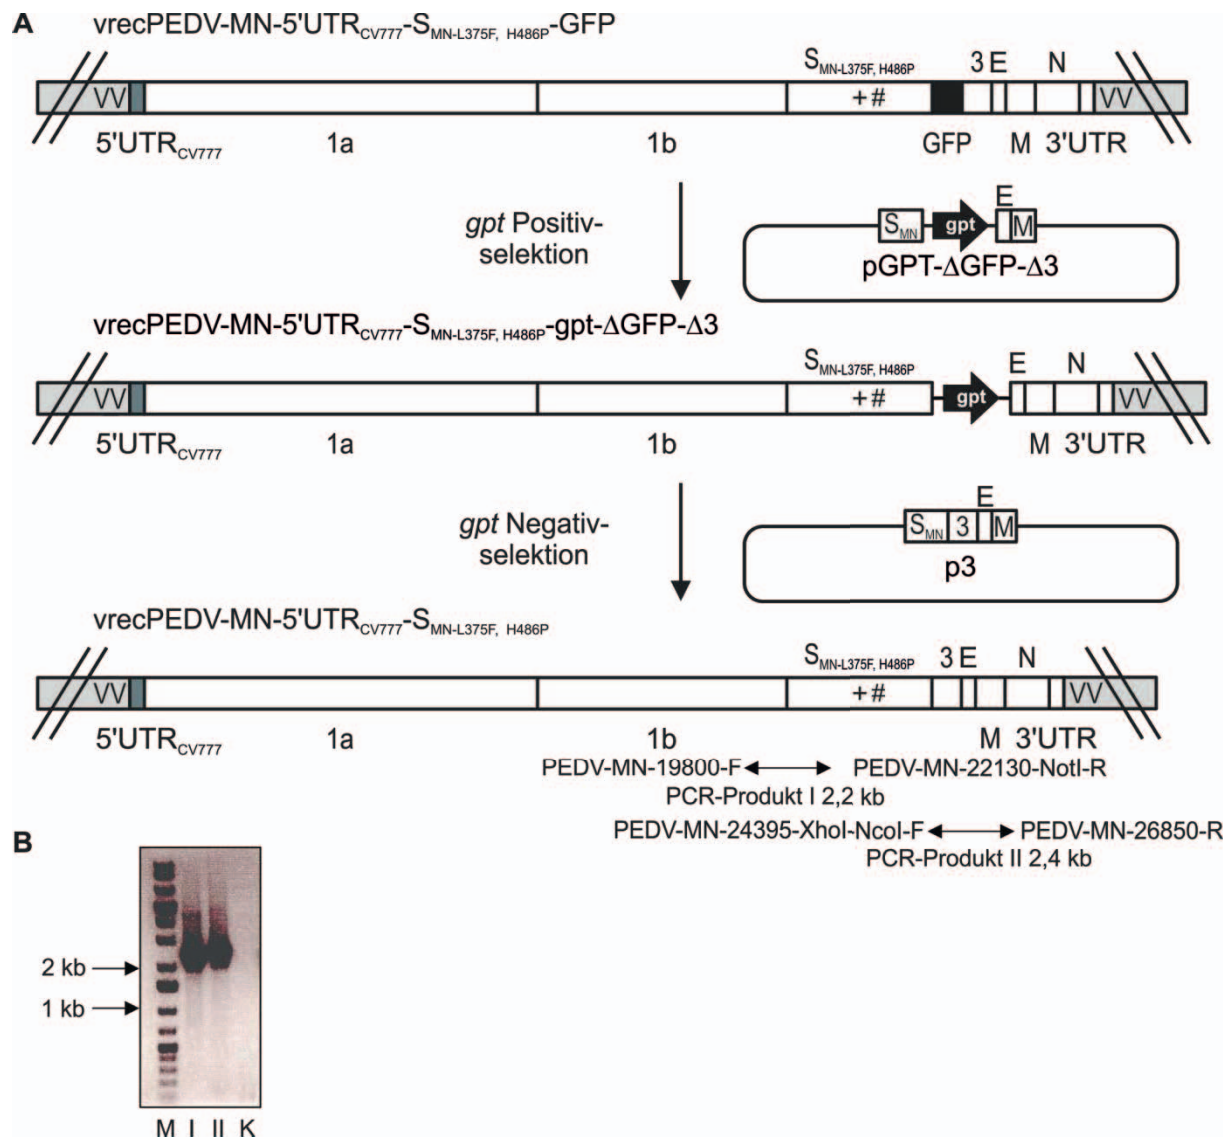 A
vrecPEDV-MN-5'UTRCV777-SMN-L375F, H486P-GFP
SMN-L375F, H486P 3 E N
VV +# VV
5'UTRCV777 1a 1b GFP M 3'UTR
gpt Positiv-
selektion
E
SMN gpt M
pGPT-ΔGFP-Δ3
vrecPEDV-MN-5'UTRCV777-SMN-L375F, H486P-gpt-ΔGFP-Δ3
SMN-L375F, H486P E N
VV +# gpt VV
5'UTRCV777 1a 1b M 3'UTR
gpt Negativ-
selektion
E
SMN 3 M
p3
vrecPEDV-MN-5'UTRCV777-SMN-L375F, H486P
SMN-L375F, H486P 3 E N
VV +# VV
5'UTRCV777 1a 1b M 3'UTR
PEDV-MN-19800-F PEDV-MN-22130-NotI-R
PCR-Produkt I 2,2 kb
PEDV-MN-24395-XhoI-NcoI-F PEDV-MN-26850-R
PCR-Produkt II 2,4 kb
B
2 kb
1 kb
M I II K